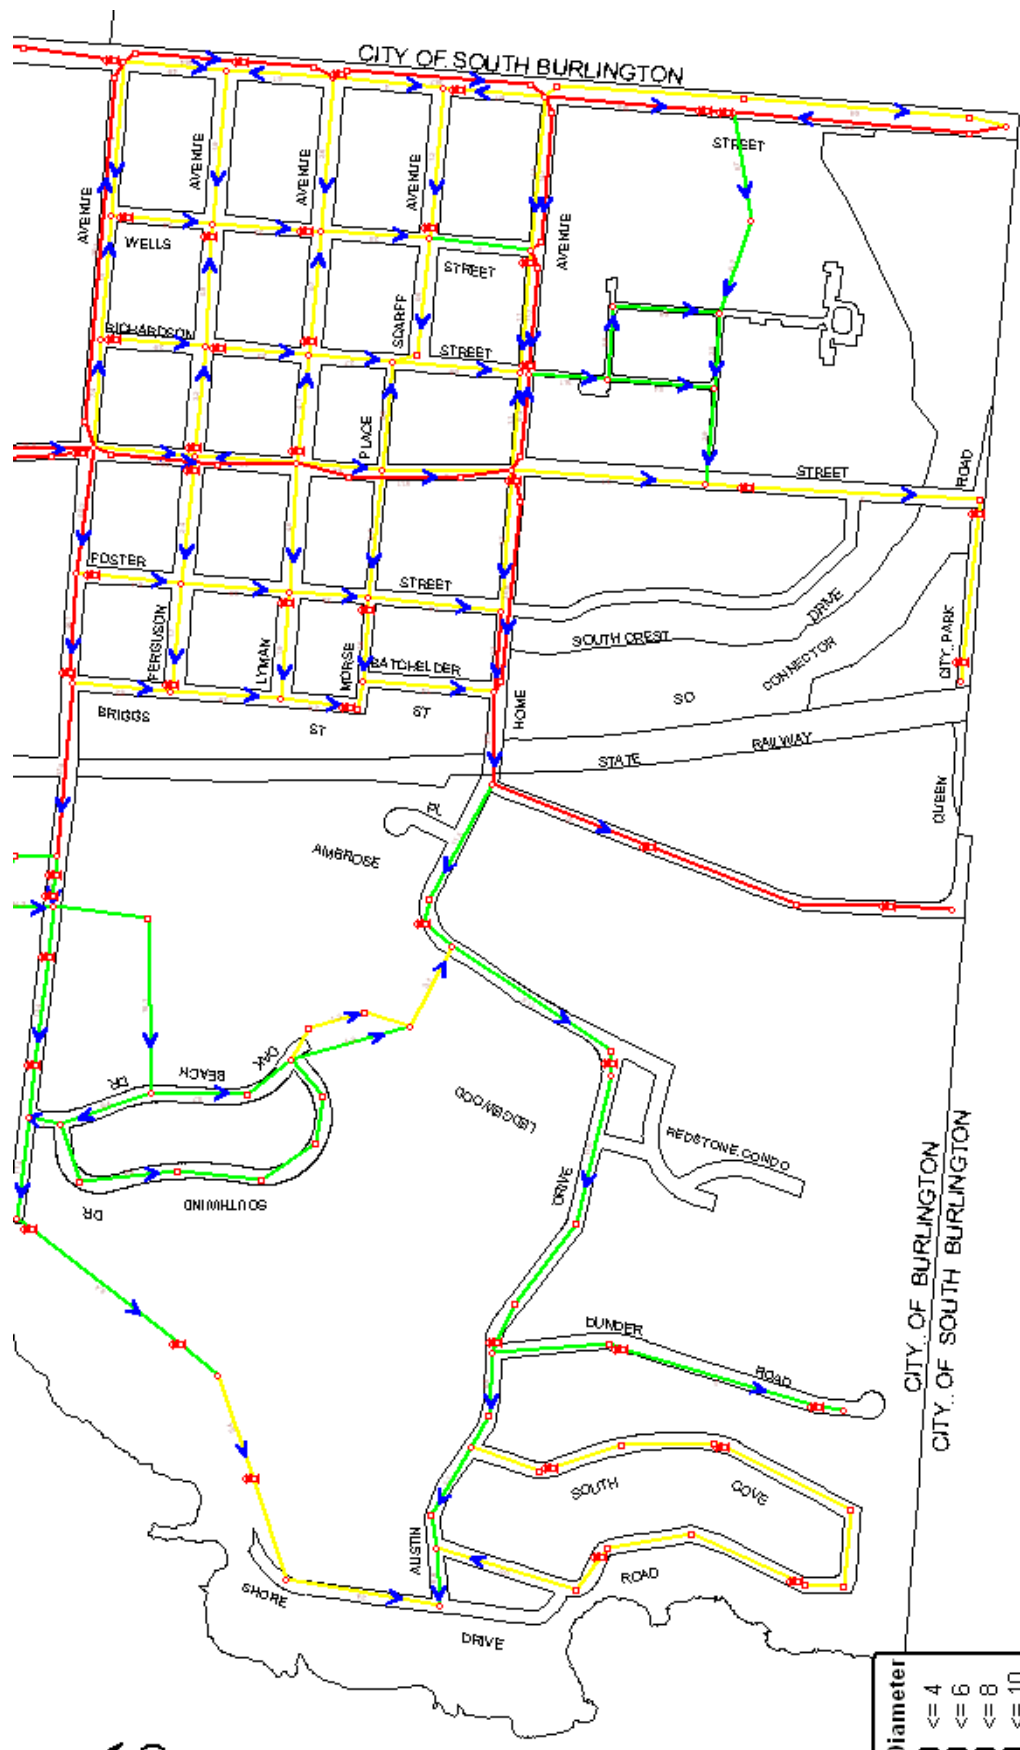 CITY OF SOUTH BURLINGTON
STREET
AVENUE
AVENUE
AVENUE
AVENUE
AVENUE
AVENUE
WELLS
STREET
SCARFF
RICHARDSON
STREET
PLACE
STREET
ROAD
FOSTER
STREET
DRIVE
SOUTH CREST
FERGUSON
LYMAN
MORSE
BATCHELDER
CONNECTOR
CITY PARK
SO
BRIGGS
ST
ST
HOME
STATE
RAILWAY
QUEEN
PL
AMBROSE
OAK
BEACH
DR
LEDGEWOOD
REDSTONE CONDO
DRIVE
SOUTHWIND
DR
CITY OF BURLINGTON
CITY OF SOUTH BURLINGTON
DUNDER
ROAD
SOUTH
COVE
AUSTIN
ROAD
SHORE
DRIVE
Diameter
<= 4
<= 6
<= 8
<= 10